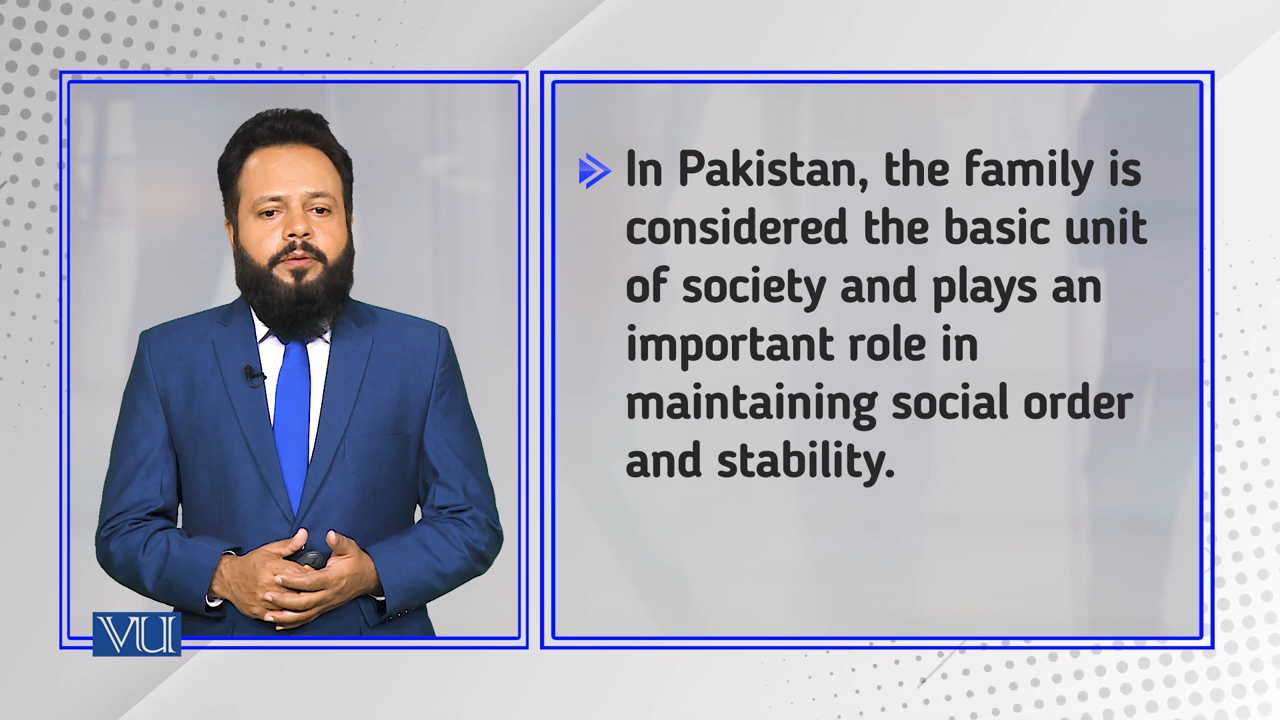 In Pakistan, the family is
considered the basic unit
of society and plays an
important role in
maintaining social order
and stability.
VU